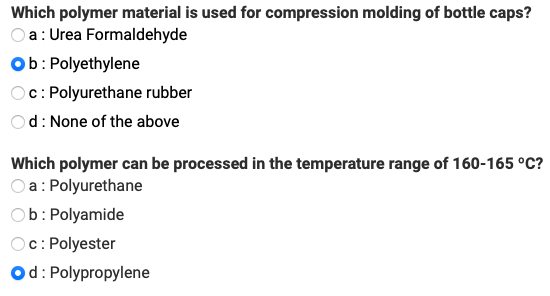 Which polymer material is used for compression molding of bottle caps?
a : Urea Formaldehyde
b : Polyethylene
c : Polyurethane rubber
d : None of the above
Which polymer can be processed in the temperature range of 160-165 ºC?
a : Polyurethane
b : Polyamide
c : Polyester
d : Polypropylene